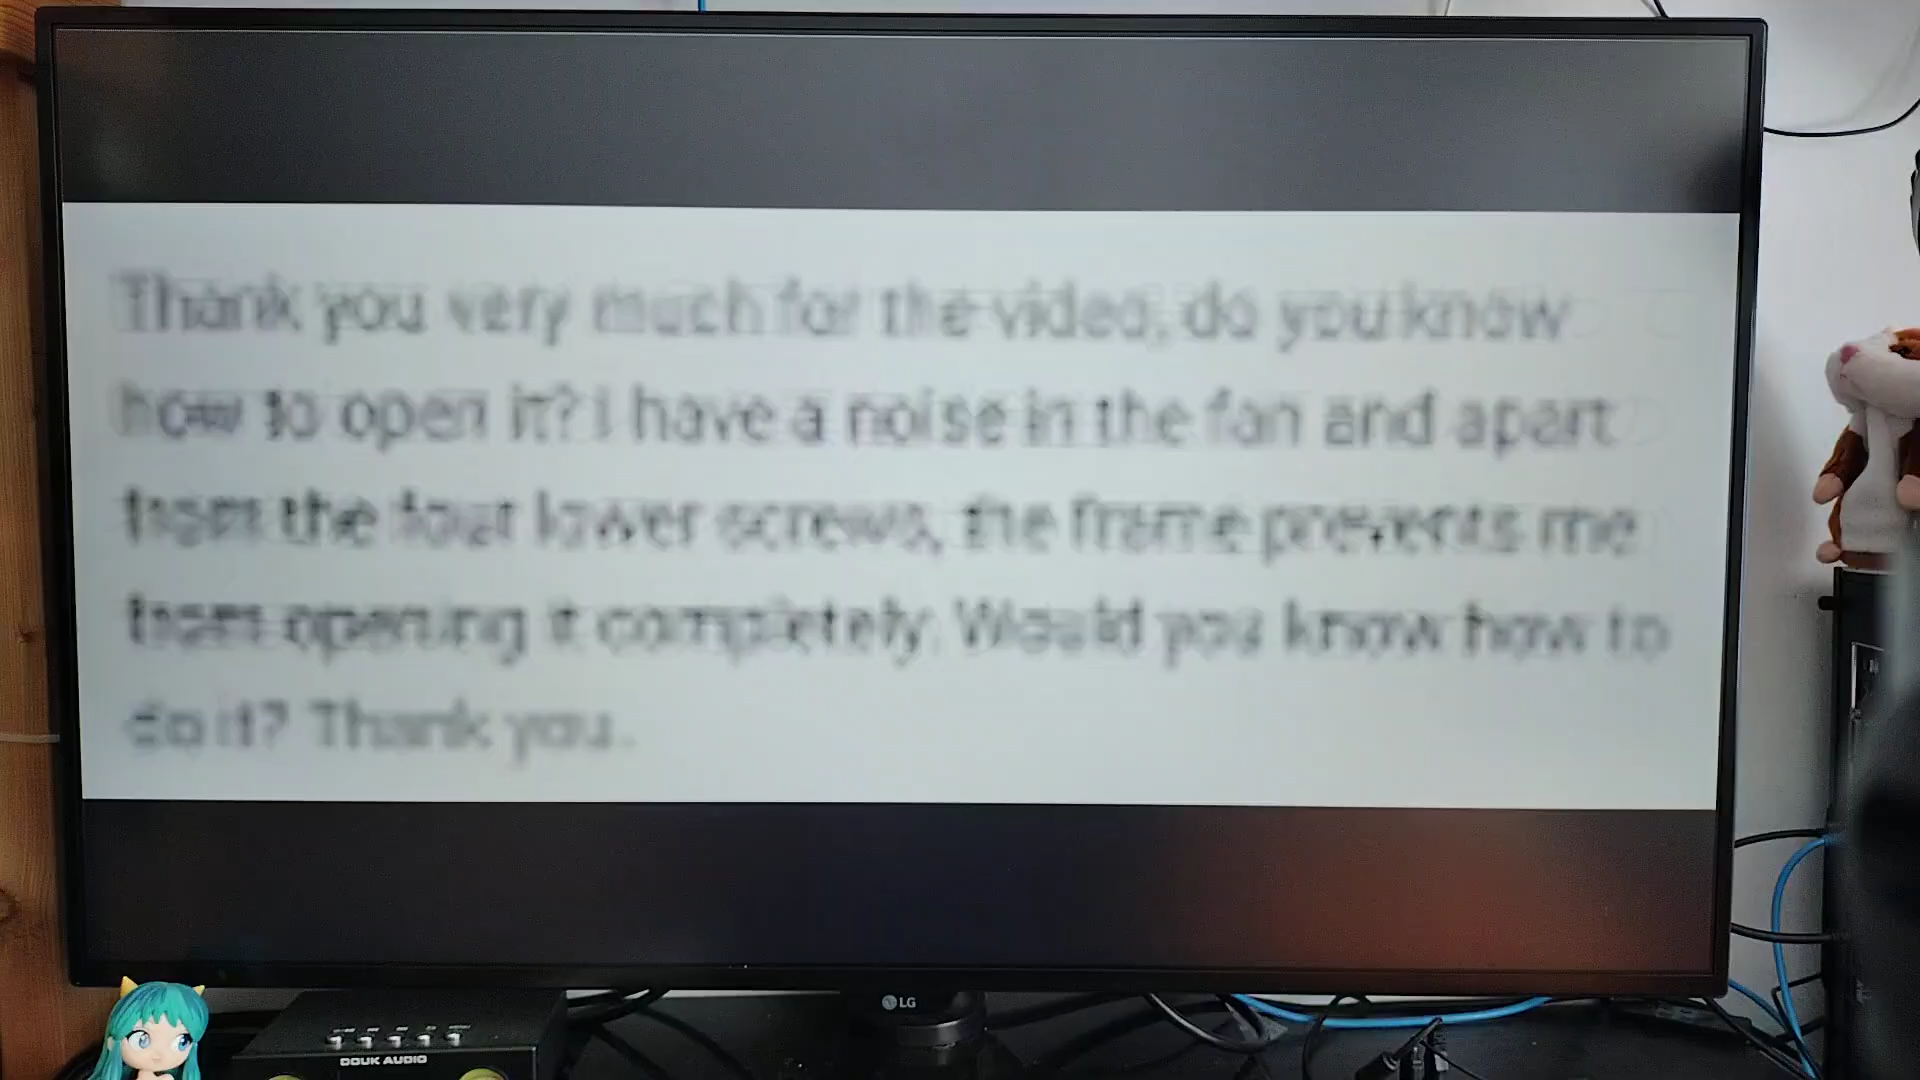 Thank you very much for the video, do you know
how to open it? I have a noise in the fan and apart
from the four lower screws, the frame prevents me
from opening it completely. Would you know how to
do it? Thank you.
LG
DOUK AUDIO